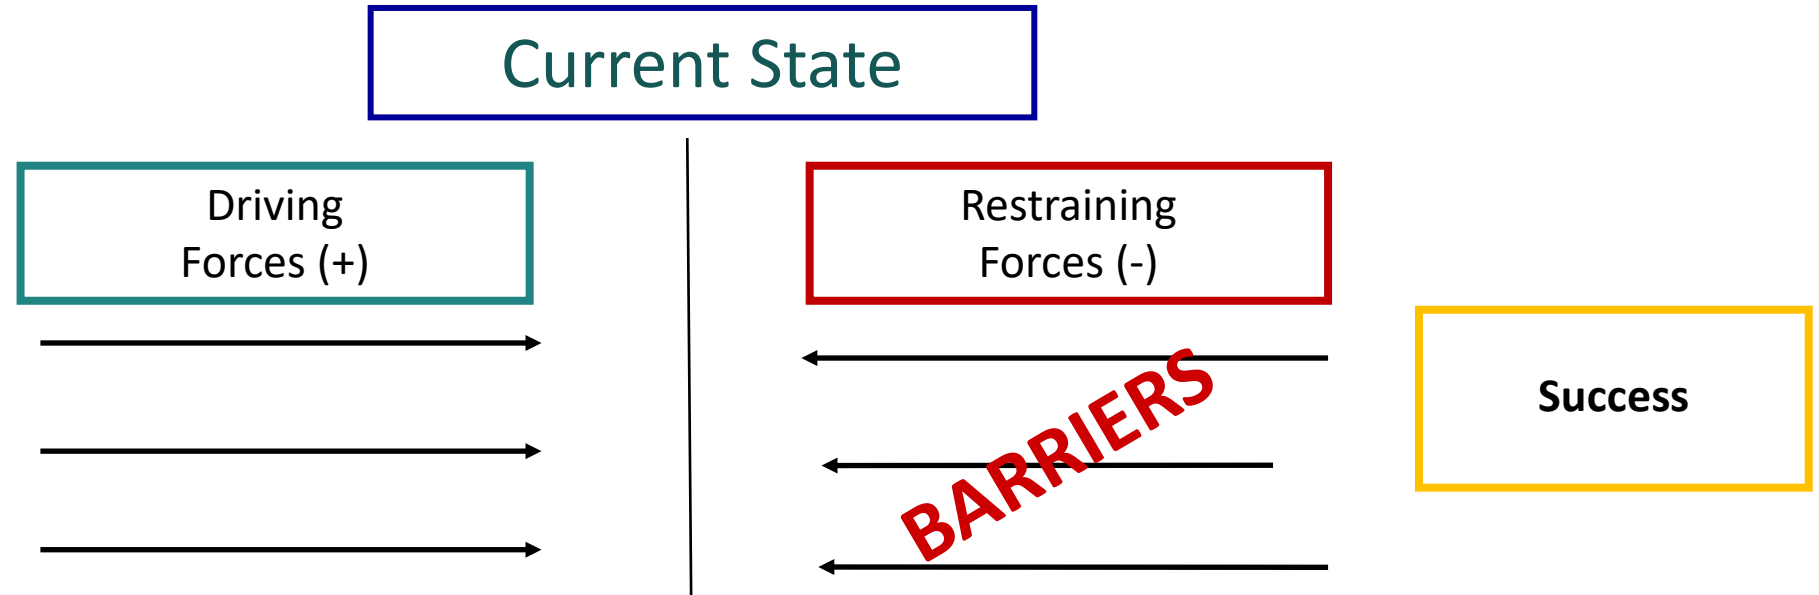 Current State
Driving
Forces (+)
Restraining
Forces (-)
BARRIERS
Success